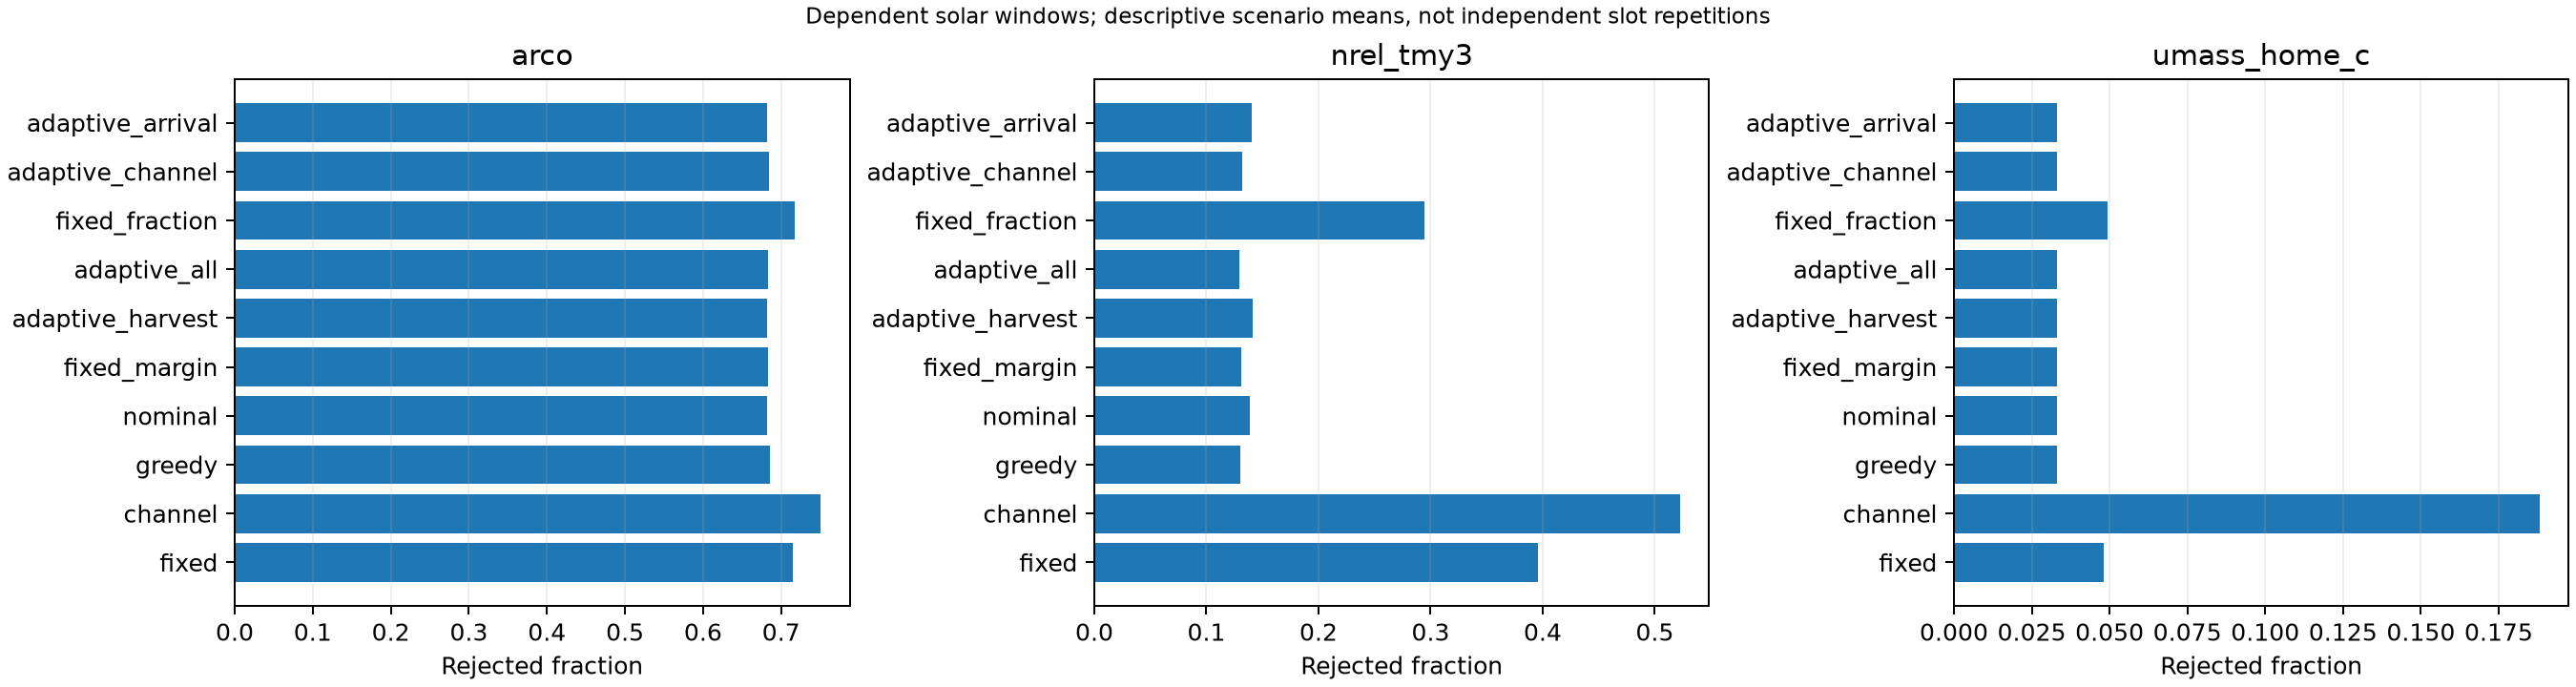 Dependent solar windows; descriptive scenario means, not independent slot repetitions
arco
adaptive_arrival
adaptive_channel
fixed_fraction
adaptive_all
adaptive_harvest
fixed_margin
nominal
greedy
channel
fixed
0.0 0.1 0.2 0.3 0.4 0.5 0.6 0.7
Rejected fraction
nrel_tmy3
adaptive_arrival
adaptive_channel
fixed_fraction
adaptive_all
adaptive_harvest
fixed_margin
nominal
greedy
channel
fixed
0.0 0.1 0.2 0.3 0.4 0.5
Rejected fraction
umass_home_c
adaptive_arrival
adaptive_channel
fixed_fraction
adaptive_all
adaptive_harvest
fixed_margin
nominal
greedy
channel
fixed
0.000 0.025 0.050 0.075 0.100 0.125 0.150 0.175
Rejected fraction